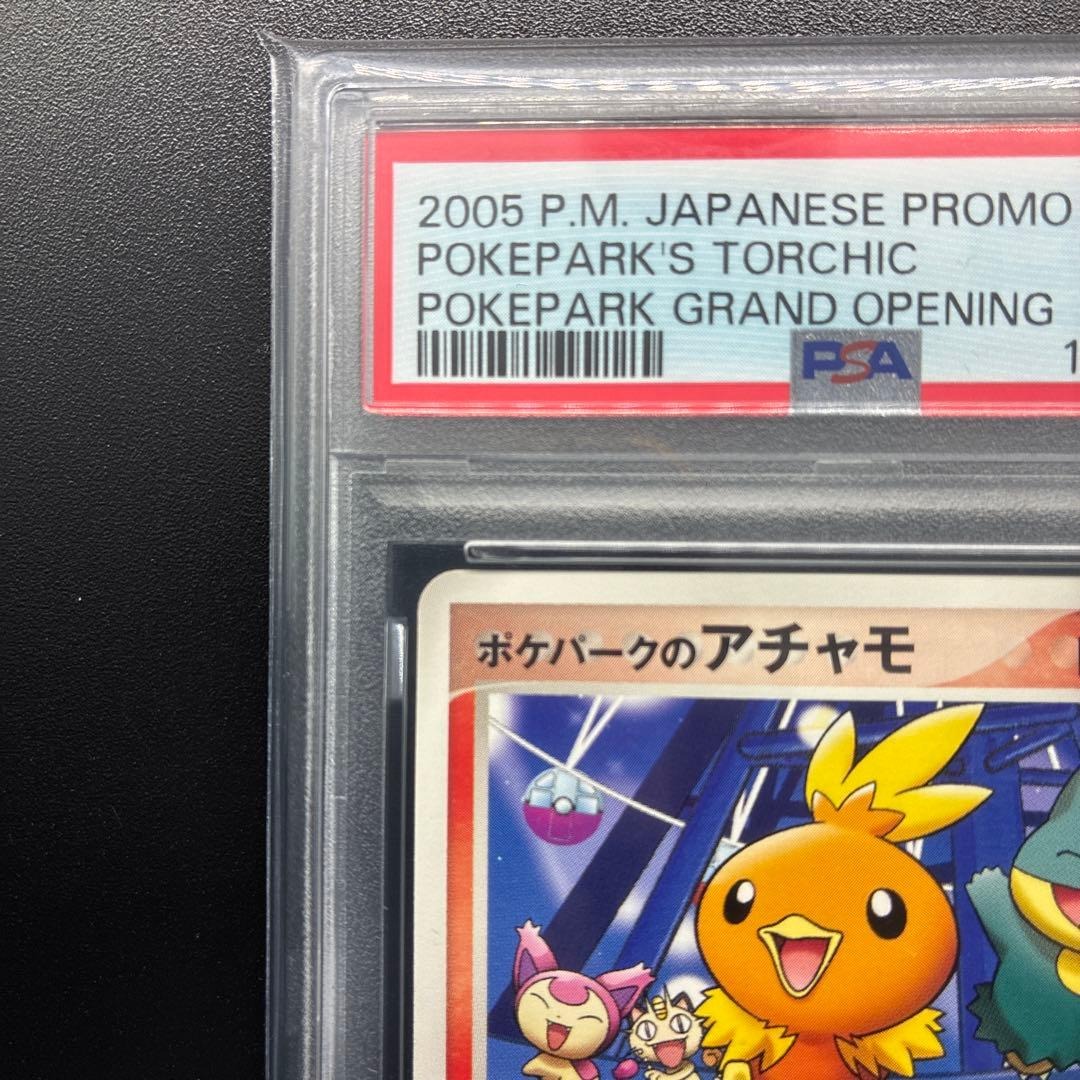 2005 P.M. JAPANESE PROMO
POKEPARK'S TORCHIC
POKEPARK GRAND OPENING
PSA
1
ポケパークのアチャモ